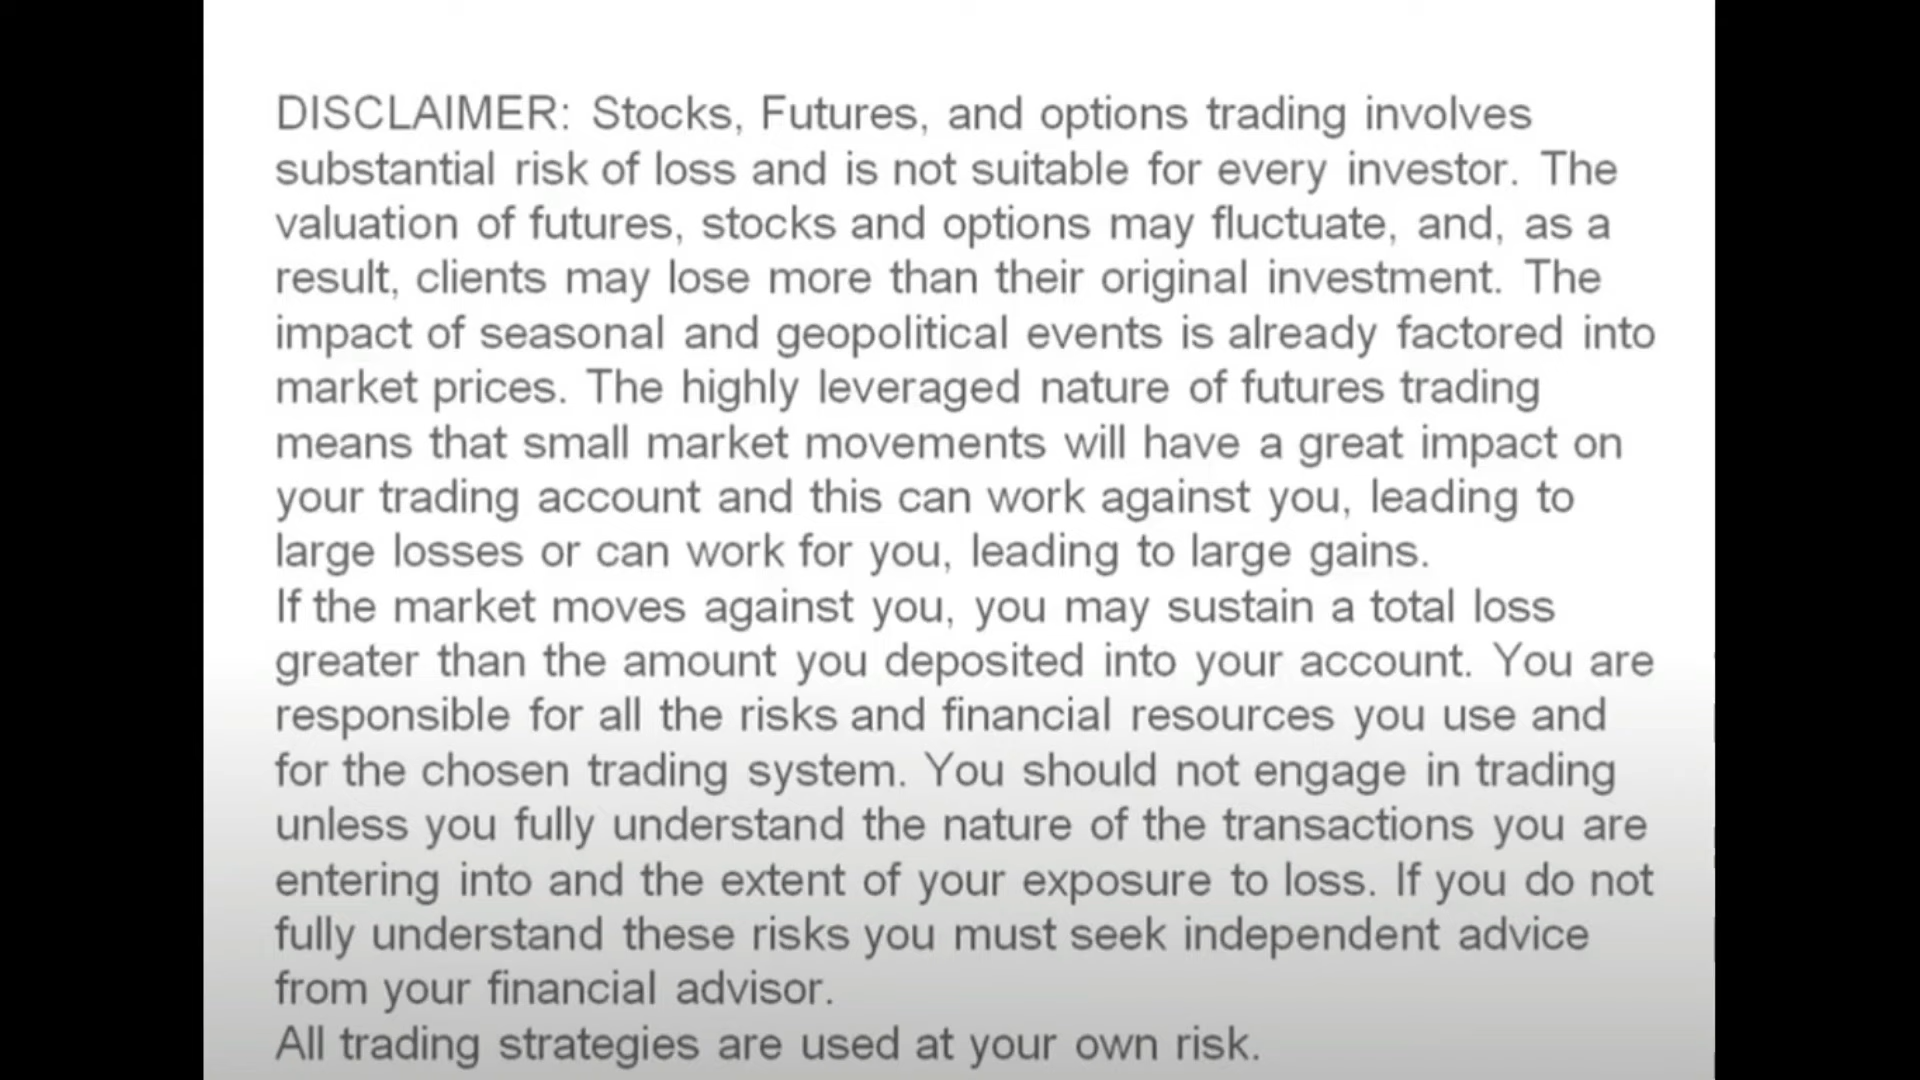 DISCLAIMER: Stocks, Futures, and options trading involves
substantial risk of loss and is not suitable for every investor. The
valuation of futures, stocks and options may fluctuate, and, as a
result, clients may lose more than their original investment. The
impact of seasonal and geopolitical events is already factored into
market prices. The highly leveraged nature of futures trading
means that small market movements will have a great impact on
your trading account and this can work against you, leading to
large losses or can work for you, leading to large gains.
If the market moves against you, you may sustain a total loss
greater than the amount you deposited into your account. You are
responsible for all the risks and financial resources you use and
for the chosen trading system. You should not engage in trading
unless you fully understand the nature of the transactions you are
entering into and the extent of your exposure to loss. If you do not
fully understand these risks you must seek independent advice
from your financial advisor.
All trading strategies are used at your own risk.